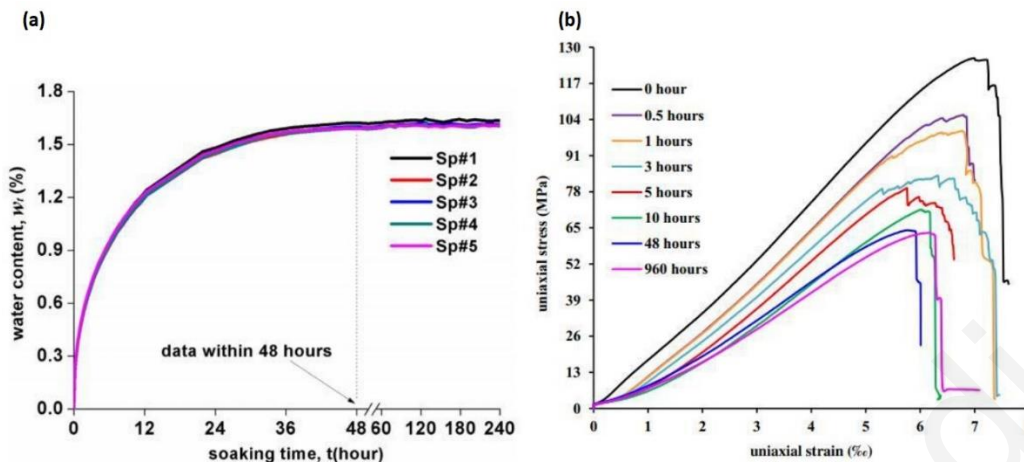 (a)
1.8
1.5
1.2
0.9
0.6
0.3
0.0
water content, wt (%)
Sp#1
Sp#2
Sp#3
Sp#4
Sp#5
data within 48 hours
0 12 24 36 48 60 120 180 240
soaking time, t(hour)
(b)
130
117
104
91
78
65
52
39
26
13
0
uniaxial stress (MPa)
0 hour
0.5 hours
1 hours
3 hours
5 hours
10 hours
48 hours
960 hours
0 1 2 3 4 5 6 7
uniaxial strain (‰)